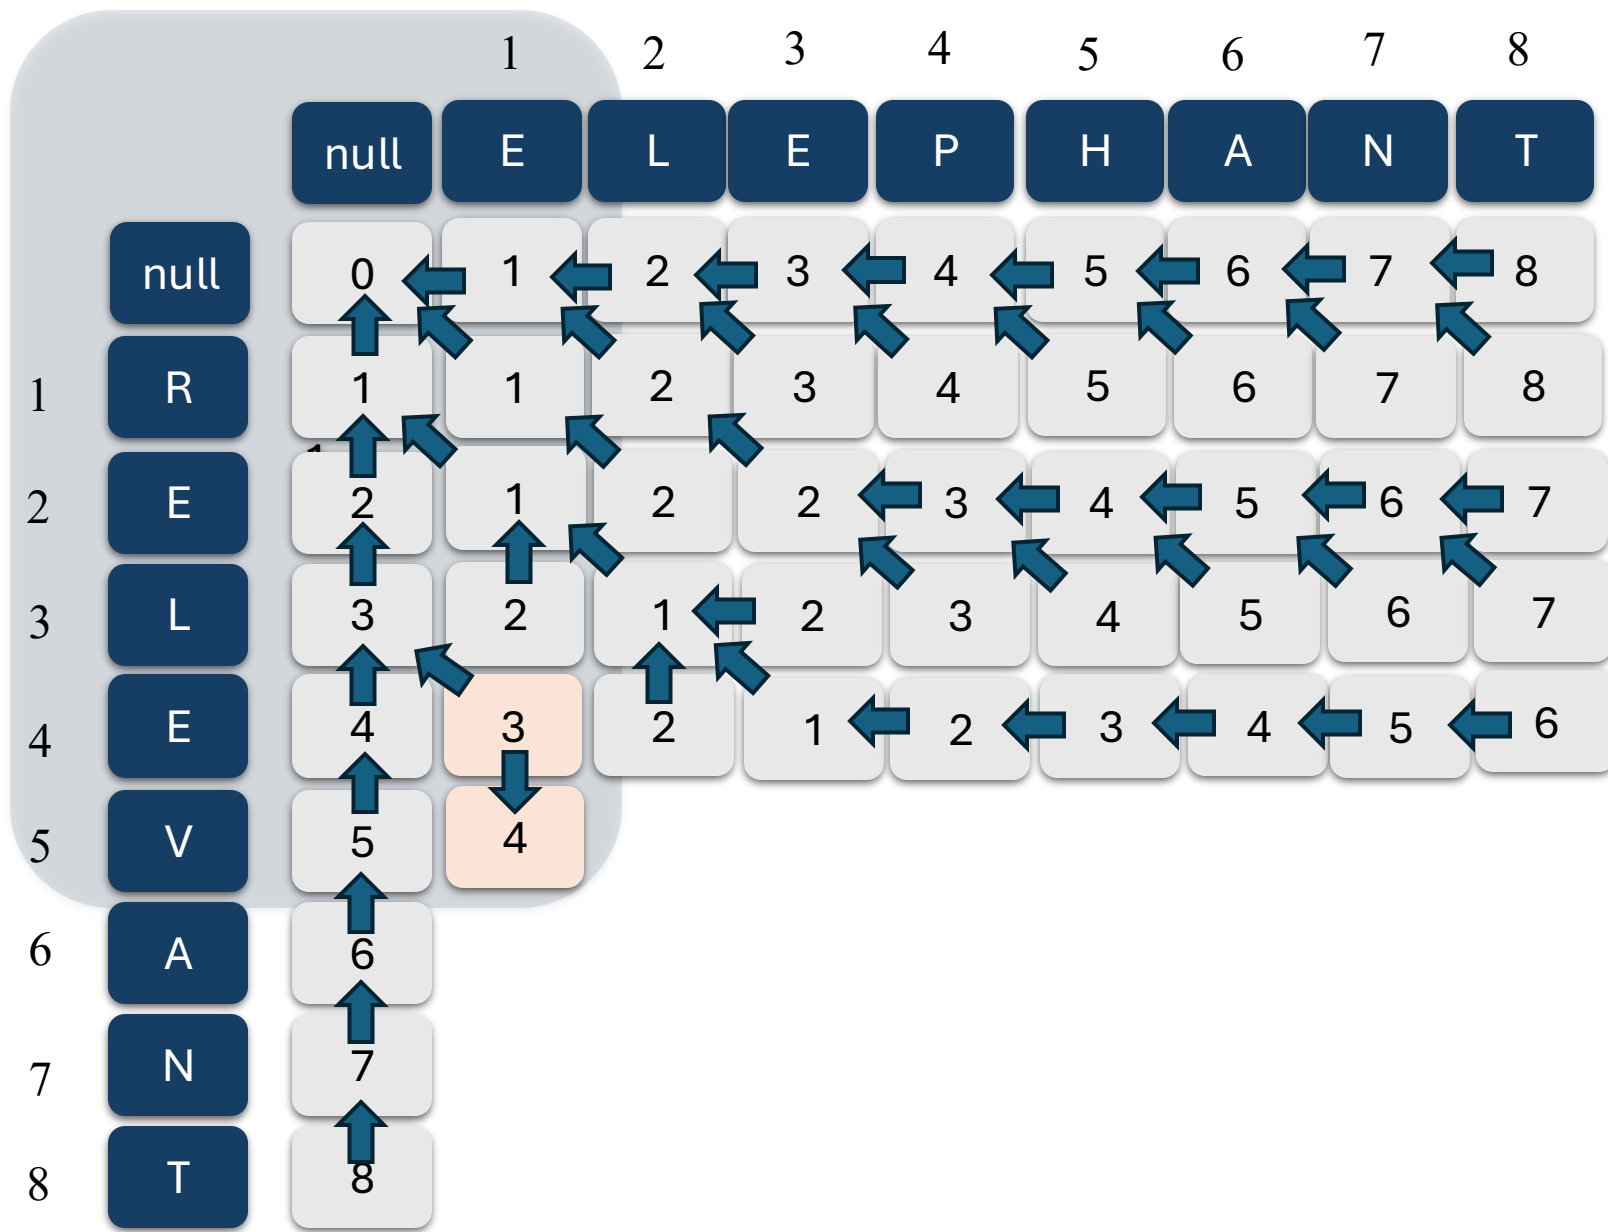 1 2 3 4 5 6 7 8
null E L E P H A N T
null 0 1 2 3 4 5 6 7 8
1 R 1 1 2 3 4 5 6 7 8
2 E 2 1 2 2 3 4 5 6 7
3 L 3 2 1 2 3 4 5 6 7
4 E 4 3 2 1 2 3 4 5 6
5 V 5 4
6 A 6
7 N 7
8 T 8